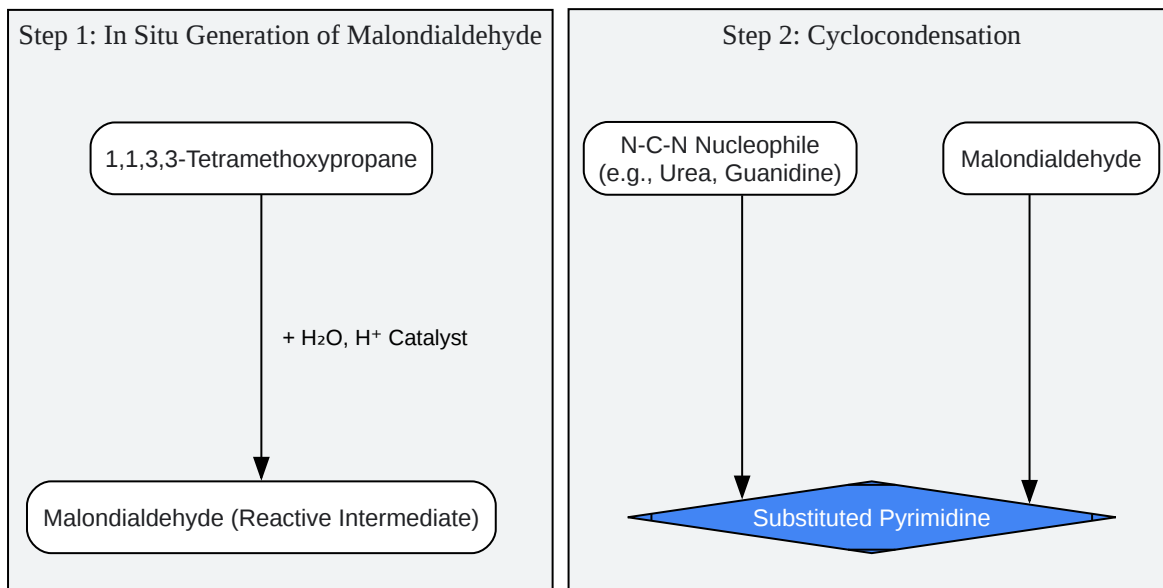 Step 1: In Situ Generation of Malondialdehyde
1,1,3,3-Tetramethoxypropane
+ H₂O, H⁺ Catalyst
Malondialdehyde (Reactive Intermediate)
Step 2: Cyclocondensation
N-C-N Nucleophile
(e.g., Urea, Guanidine)
Malondialdehyde
Substituted Pyrimidine